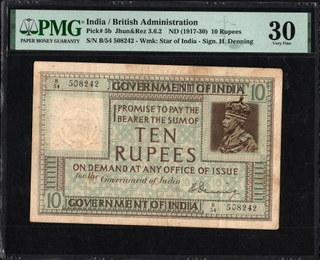 PMG
PAPER MONEY GUARANTY
India / British Administration
Pick# 5b Jhun&Rez 3.6.2 ND (1917-30) 10 Rupees
S/N B/54 508242 - Wmk: Star of India - Sign. H. Denning
30
Very Fine
B/54 508242
GOVERNMENT OF INDIA
10
I PROMISE TO PAY THE
BEARER THE SUM OF
TEN
RUPEES
ON DEMAND AT ANY OFFICE OF ISSUE
for the Government of India
10
GOVERNMENT OF INDIA
B/54 508242